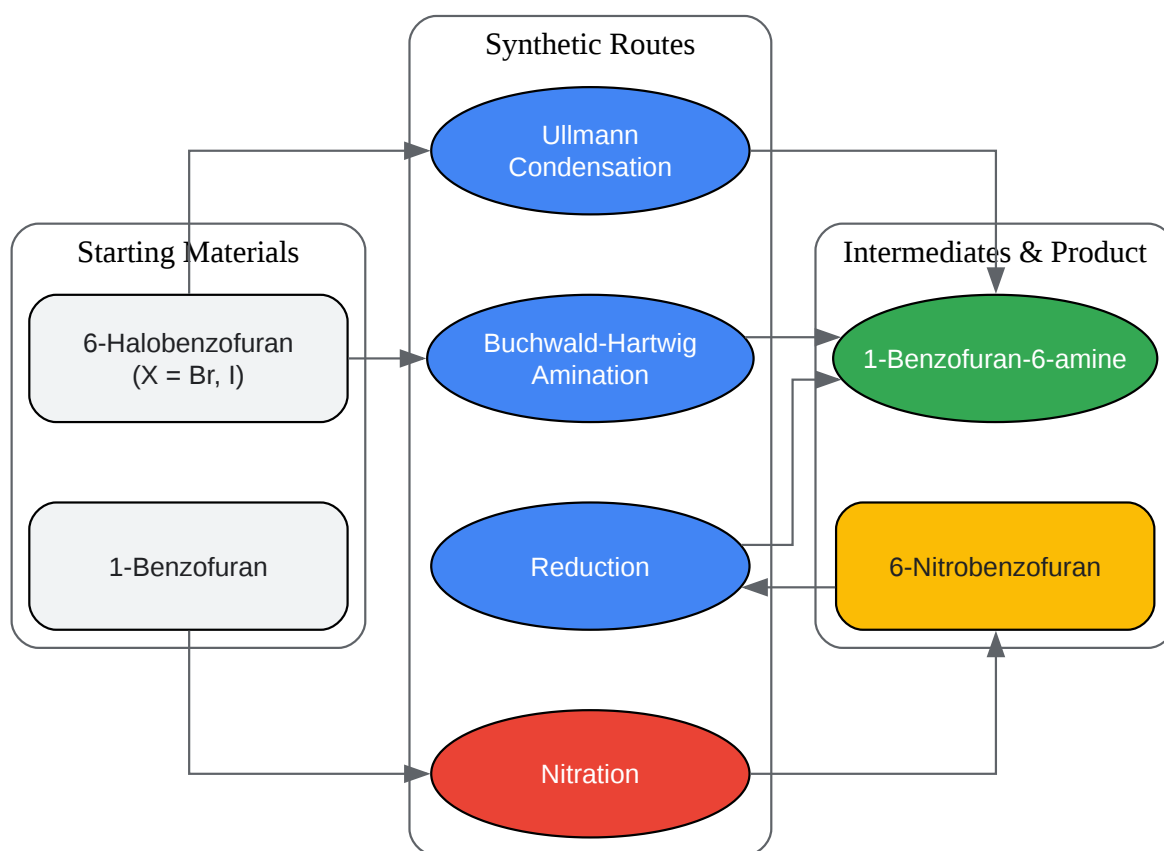 Synthetic Routes
Ullmann
Condensation
Starting Materials
Intermediates & Product
6-Halobenzofuran
(X = Br, I)
Buchwald-Hartwig
Amination
1-Benzofuran-6-amine
1-Benzofuran
Reduction
6-Nitrobenzofuran
Nitration